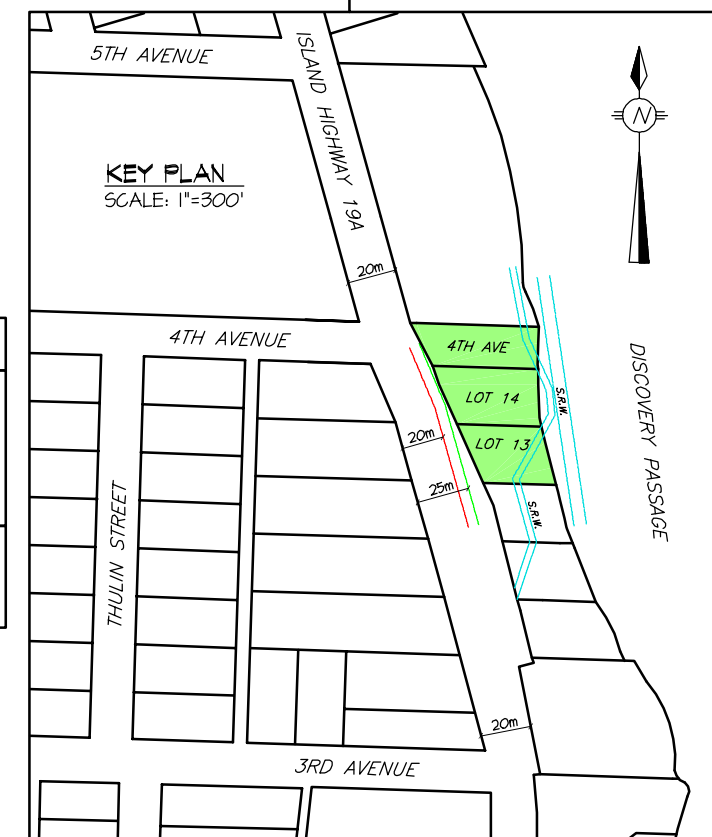 5TH AVENUE
ISLAND HIGHWAY 19A
N
KEY PLAN
SCALE: 1"=300'
20m
4TH AVENUE
4TH AVE
LOT 14
S.R.W.
DISCOVERY PASSAGE
20m
LOT 13
25m
S.R.W.
THULIN STREET
20m
3RD AVENUE